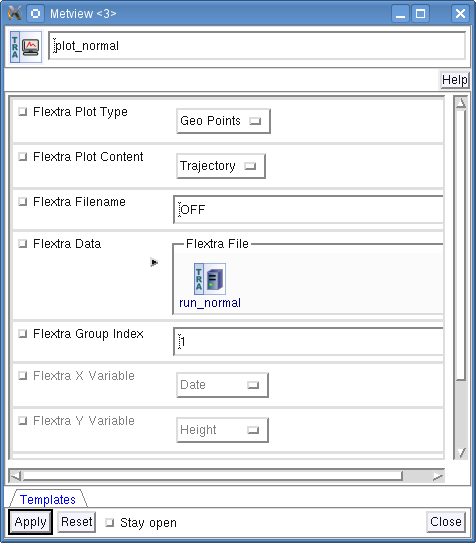 Metview <3>
TRA
plot_normal
Help
Flextra Plot Type
Geo Points
Flextra Plot Content
Trajectory
Flextra Filename
OFF
Flextra Data
Flextra File
TRA
run_normal
Flextra Group Index
1
Flextra X Variable
Date
Flextra Y Variable
Height
Templates
Apply Reset Stay open Close